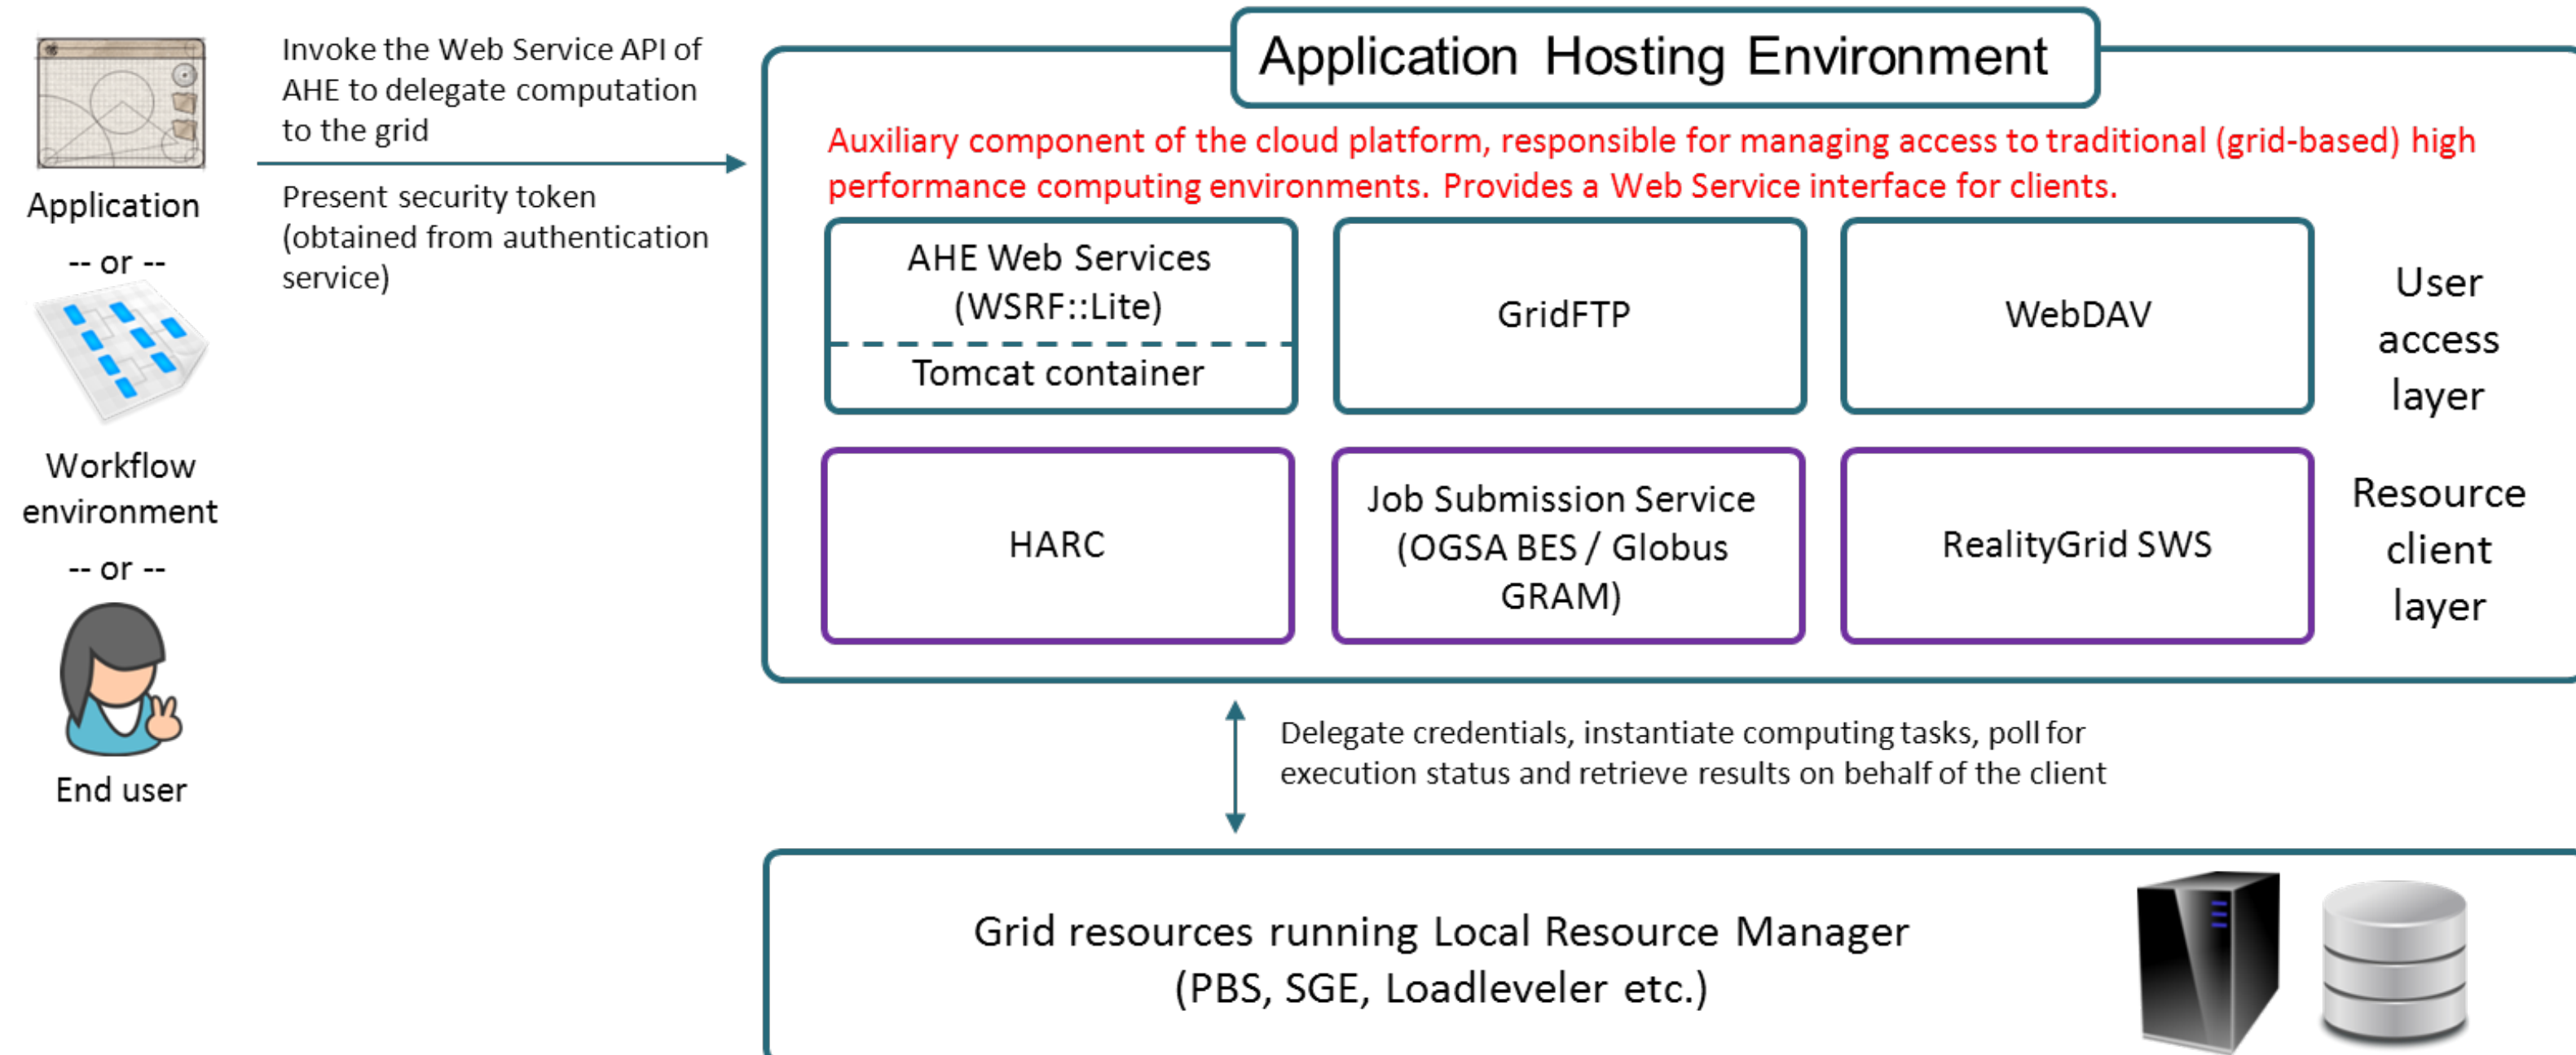 Application Hosting Environment
Invoke the Web Service API of
AHE to delegate computation
to the grid
Present security token
(obtained from authentication
service)
Application
-- or --
Workflow
environment
-- or --
End user
Auxiliary component of the cloud platform, responsible for managing access to traditional (grid-based) high
performance computing environments. Provides a Web Service interface for clients.
AHE Web Services
(WSRF::Lite)
Tomcat container
GridFTP
WebDAV
User
access
layer
HARC
Job Submission Service
(OGSA BES / Globus
GRAM)
RealityGrid SWS
Resource
client
layer
Delegate credentials, instantiate computing tasks, poll for
execution status and retrieve results on behalf of the client
Grid resources running Local Resource Manager
(PBS, SGE, Loadleveler etc.)